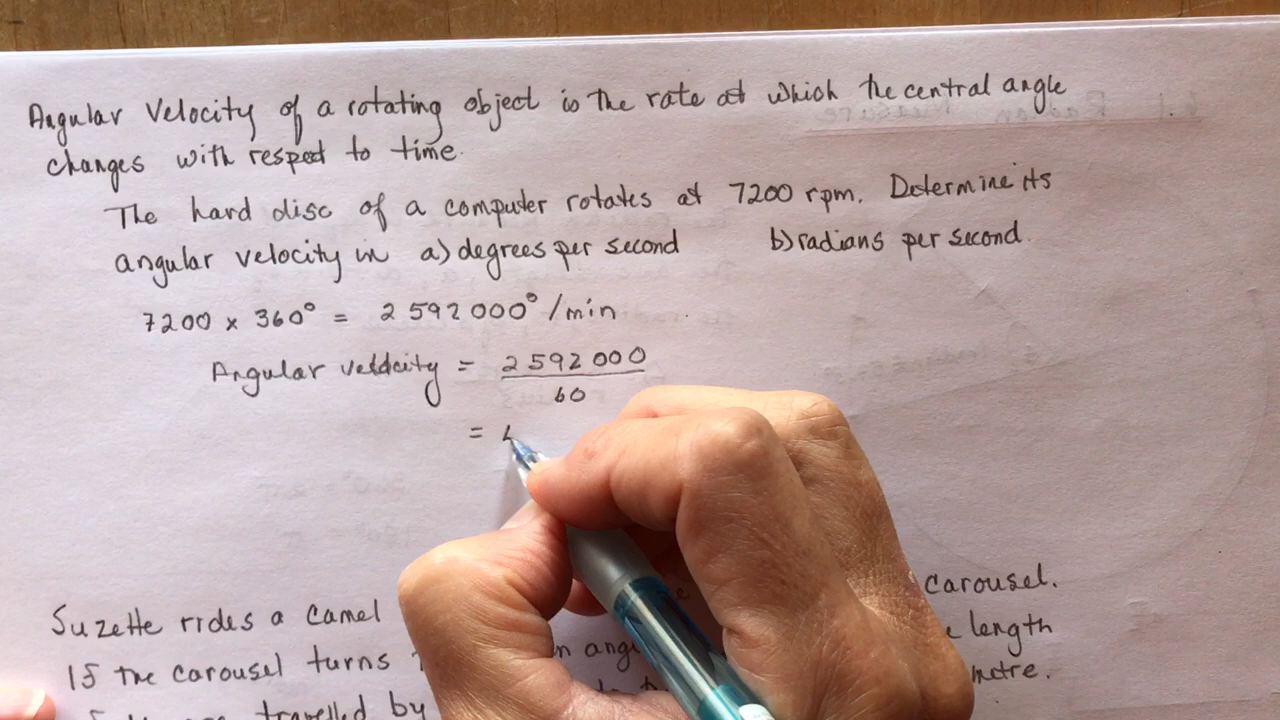 Angular Velocity of a rotating object is the rate at which the central angle
changes with respect to time.
The hard disc of a computer rotates at 7200 rpm. Determine its
angular velocity in a) degrees per second b) radians per second.
7200 x 360° = 2 592 000° /min
Angular velocity = 2 592 000
60
=
Suzette rides a camel carousel.
If the carousel turns length
metre.
travelled by